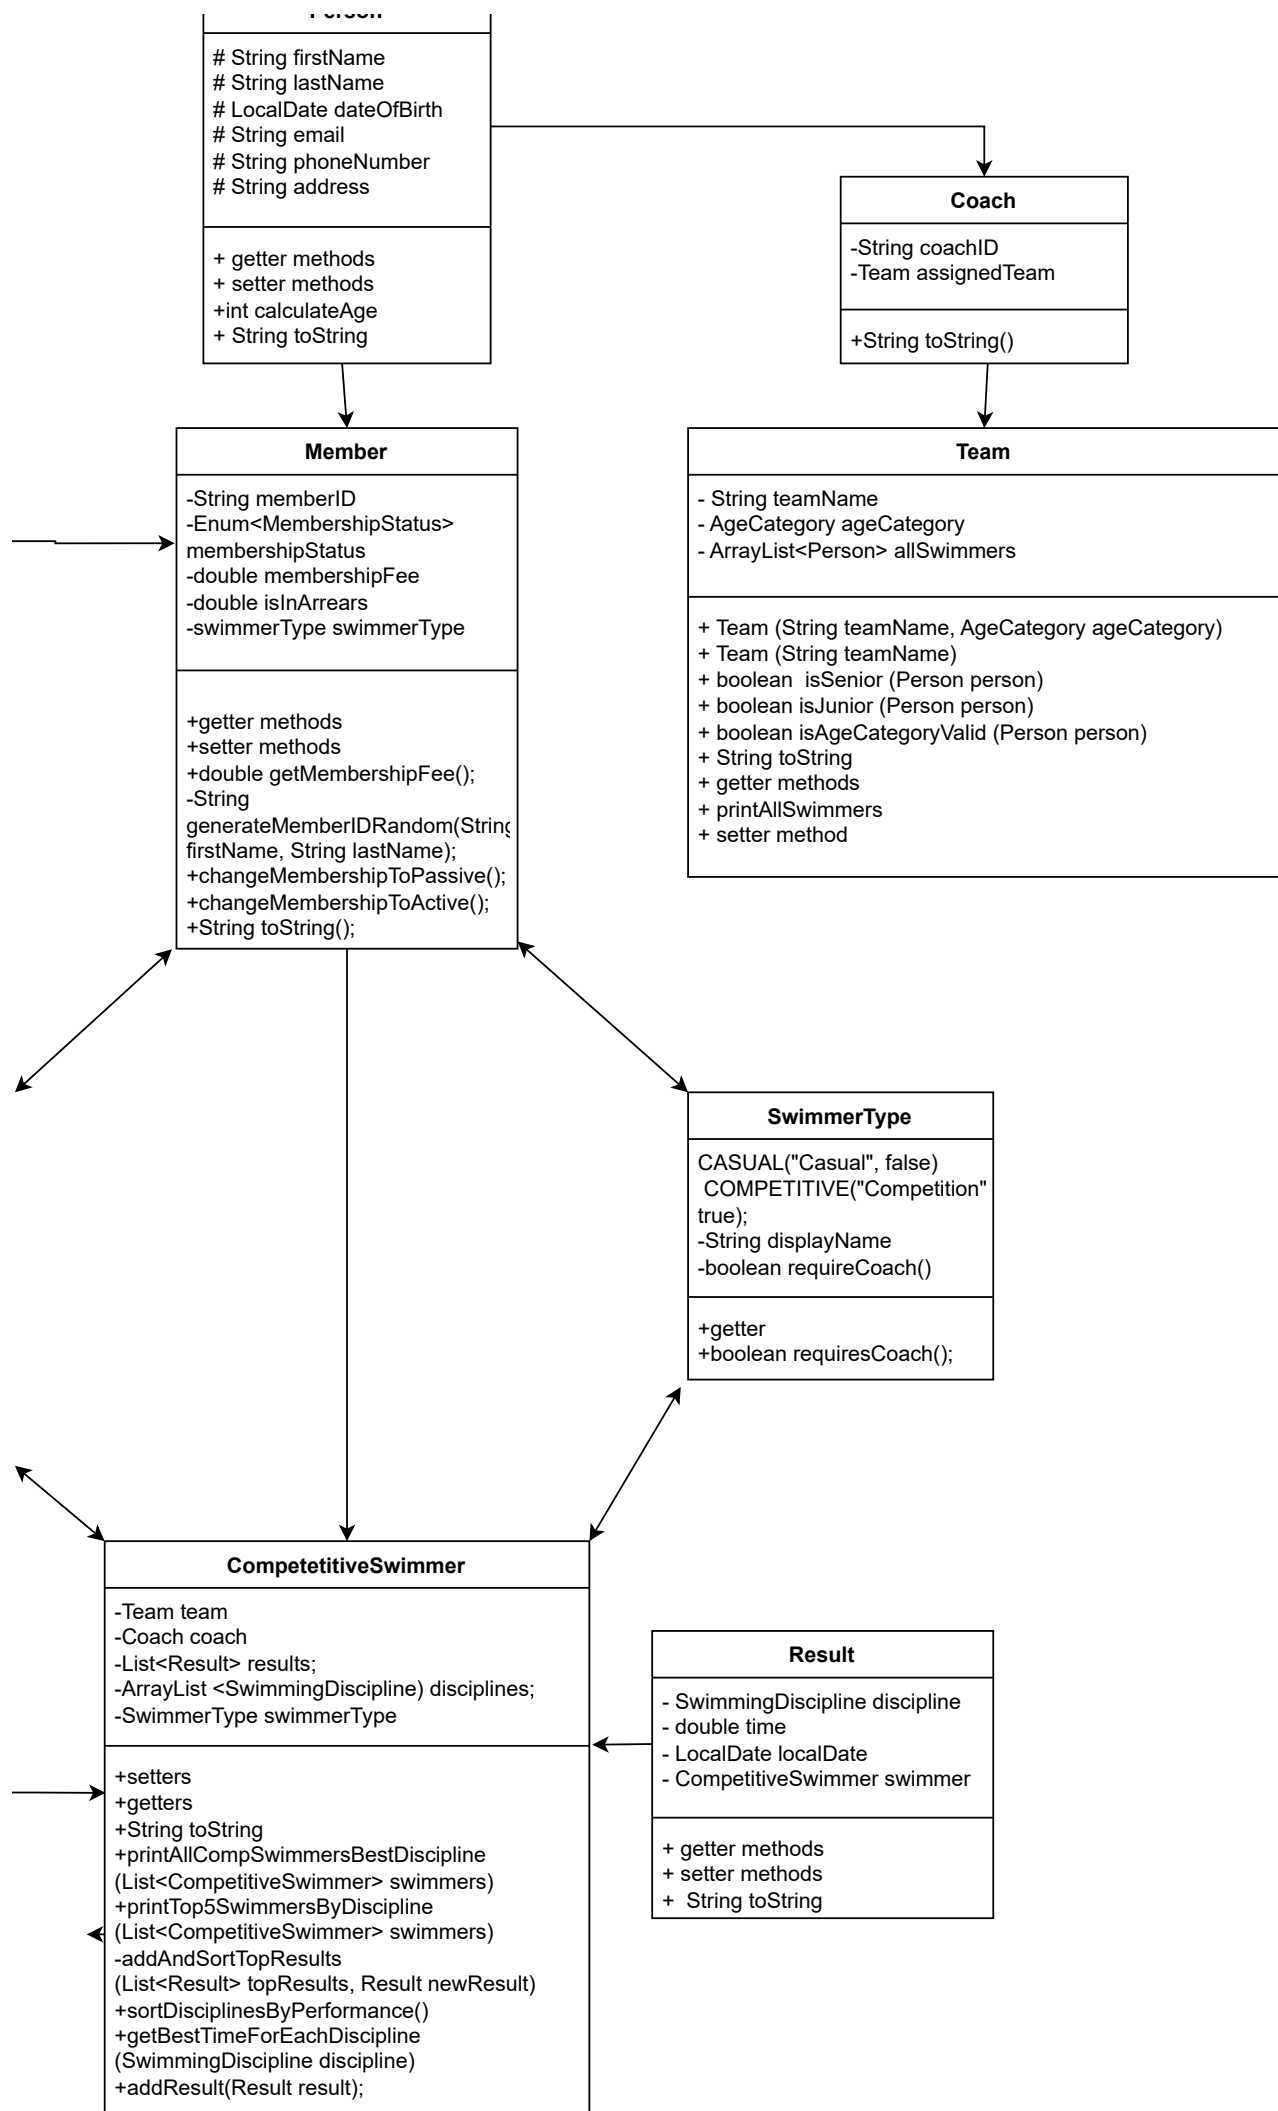 Person
# String firstName
# String lastName
# LocalDate dateOfBirth
# String email
# String phoneNumber
# String address
+ getter methods
+ setter methods
+int calculateAge
+ String toString
Coach
-String coachID
-Team assignedTeam
+String toString()
Member
-String memberID
-Enum<MembershipStatus>
membershipStatus
-double membershipFee
-double isInArrears
-swimmerType swimmerType
+getter methods
+setter methods
+double getMembershipFee();
-String
generateMemberIDRandom(String
firstName, String lastName);
+changeMembershipToPassive();
+changeMembershipToActive();
+String toString();
Team
- String teamName
- AgeCategory ageCategory
- ArrayList<Person> allSwimmers
+ Team (String teamName, AgeCategory ageCategory)
+ Team (String teamName)
+ boolean  isSenior (Person person)
+ boolean isJunior (Person person)
+ boolean isAgeCategoryValid (Person person)
+ String toString
+ getter methods
+ printAllSwimmers
+ setter method
SwimmerType
CASUAL("Casual", false)
COMPETITIVE("Competition"
true);
-String displayName
-boolean requireCoach()
+getter
+boolean requiresCoach();
CompetetitiveSwimmer
-Team team
-Coach coach
-List<Result> results;
-ArrayList <SwimmingDiscipline) disciplines;
-SwimmerType swimmerType
+setters
+getters
+String toString
+printAllCompSwimmersBestDiscipline
(List<CompetitiveSwimmer> swimmers)
+printTop5SwimmersByDiscipline
(List<CompetitiveSwimmer> swimmers)
-addAndSortTopResults
(List<Result> topResults, Result newResult)
+sortDisciplinesByPerformance()
+getBestTimeForEachDiscipline
(SwimmingDiscipline discipline)
+addResult(Result result);
Result
- SwimmingDiscipline discipline
- double time
- LocalDate localDate
- CompetitiveSwimmer swimmer
+ getter methods
+ setter methods
+  String toString